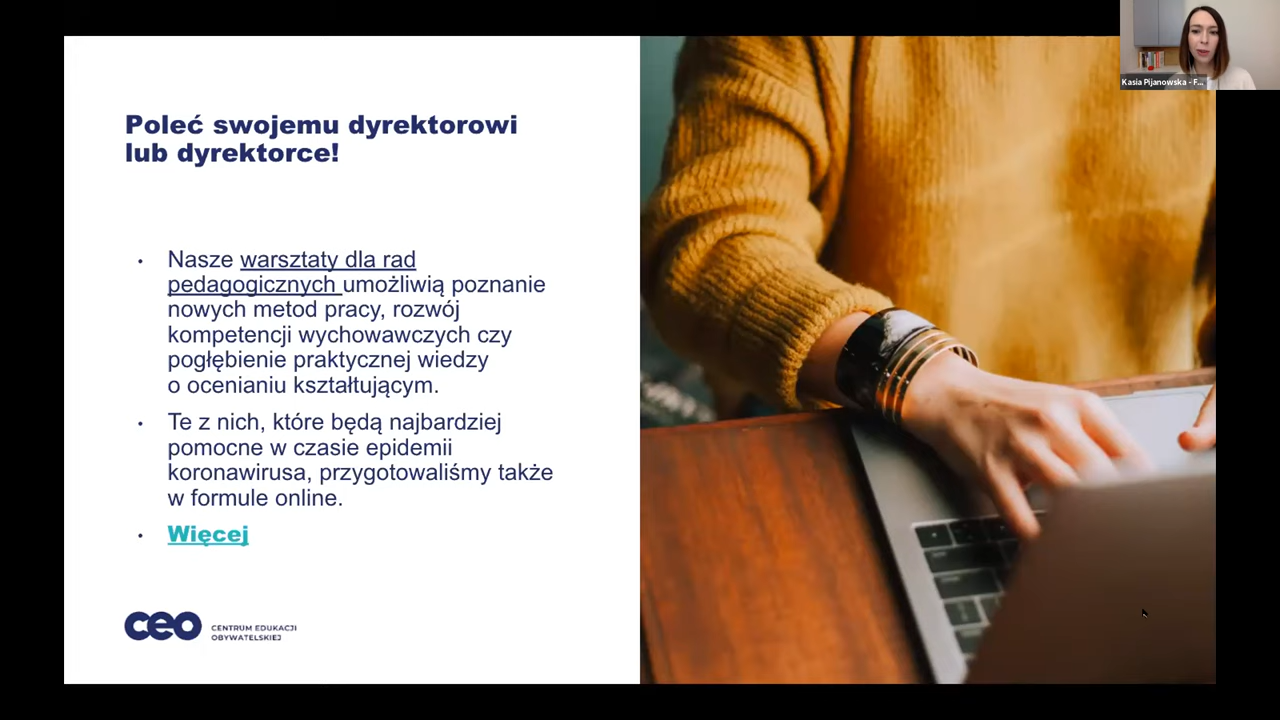 Kasia Pijanowska - F...
Poleć swojemu dyrektorowi
lub dyrektorce!
• Nasze warsztaty dla rad
pedagogicznych umożliwią poznanie
nowych metod pracy, rozwój
kompetencji wychowawczych czy
pogłębienie praktycznej wiedzy
o ocenianiu kształtującym.
• Te z nich, które będą najbardziej
pomocne w czasie epidemii
koronawirusa, przygotowaliśmy także
w formule online.
• Więcej
ceo
CENTRUM EDUKACJI
OBYWATELSKIEJ